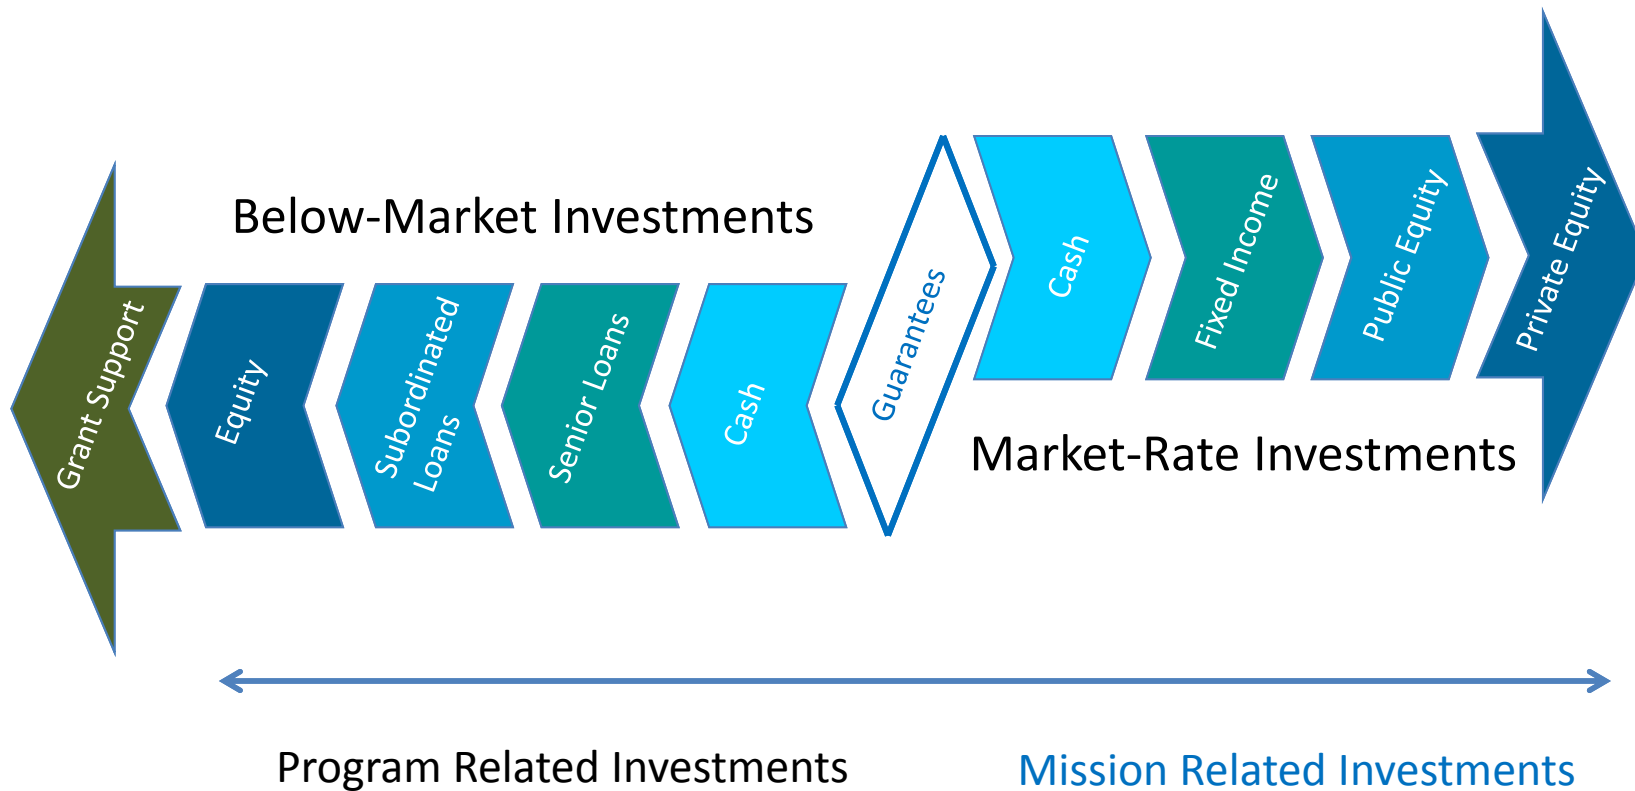 Below-Market Investments
Grant Support
Equity
Subordinated
Loans
Senior Loans
Cash
Guarantees
Cash
Fixed Income
Public Equity
Private Equity
Market-Rate Investments
Program Related Investments
Mission Related Investments